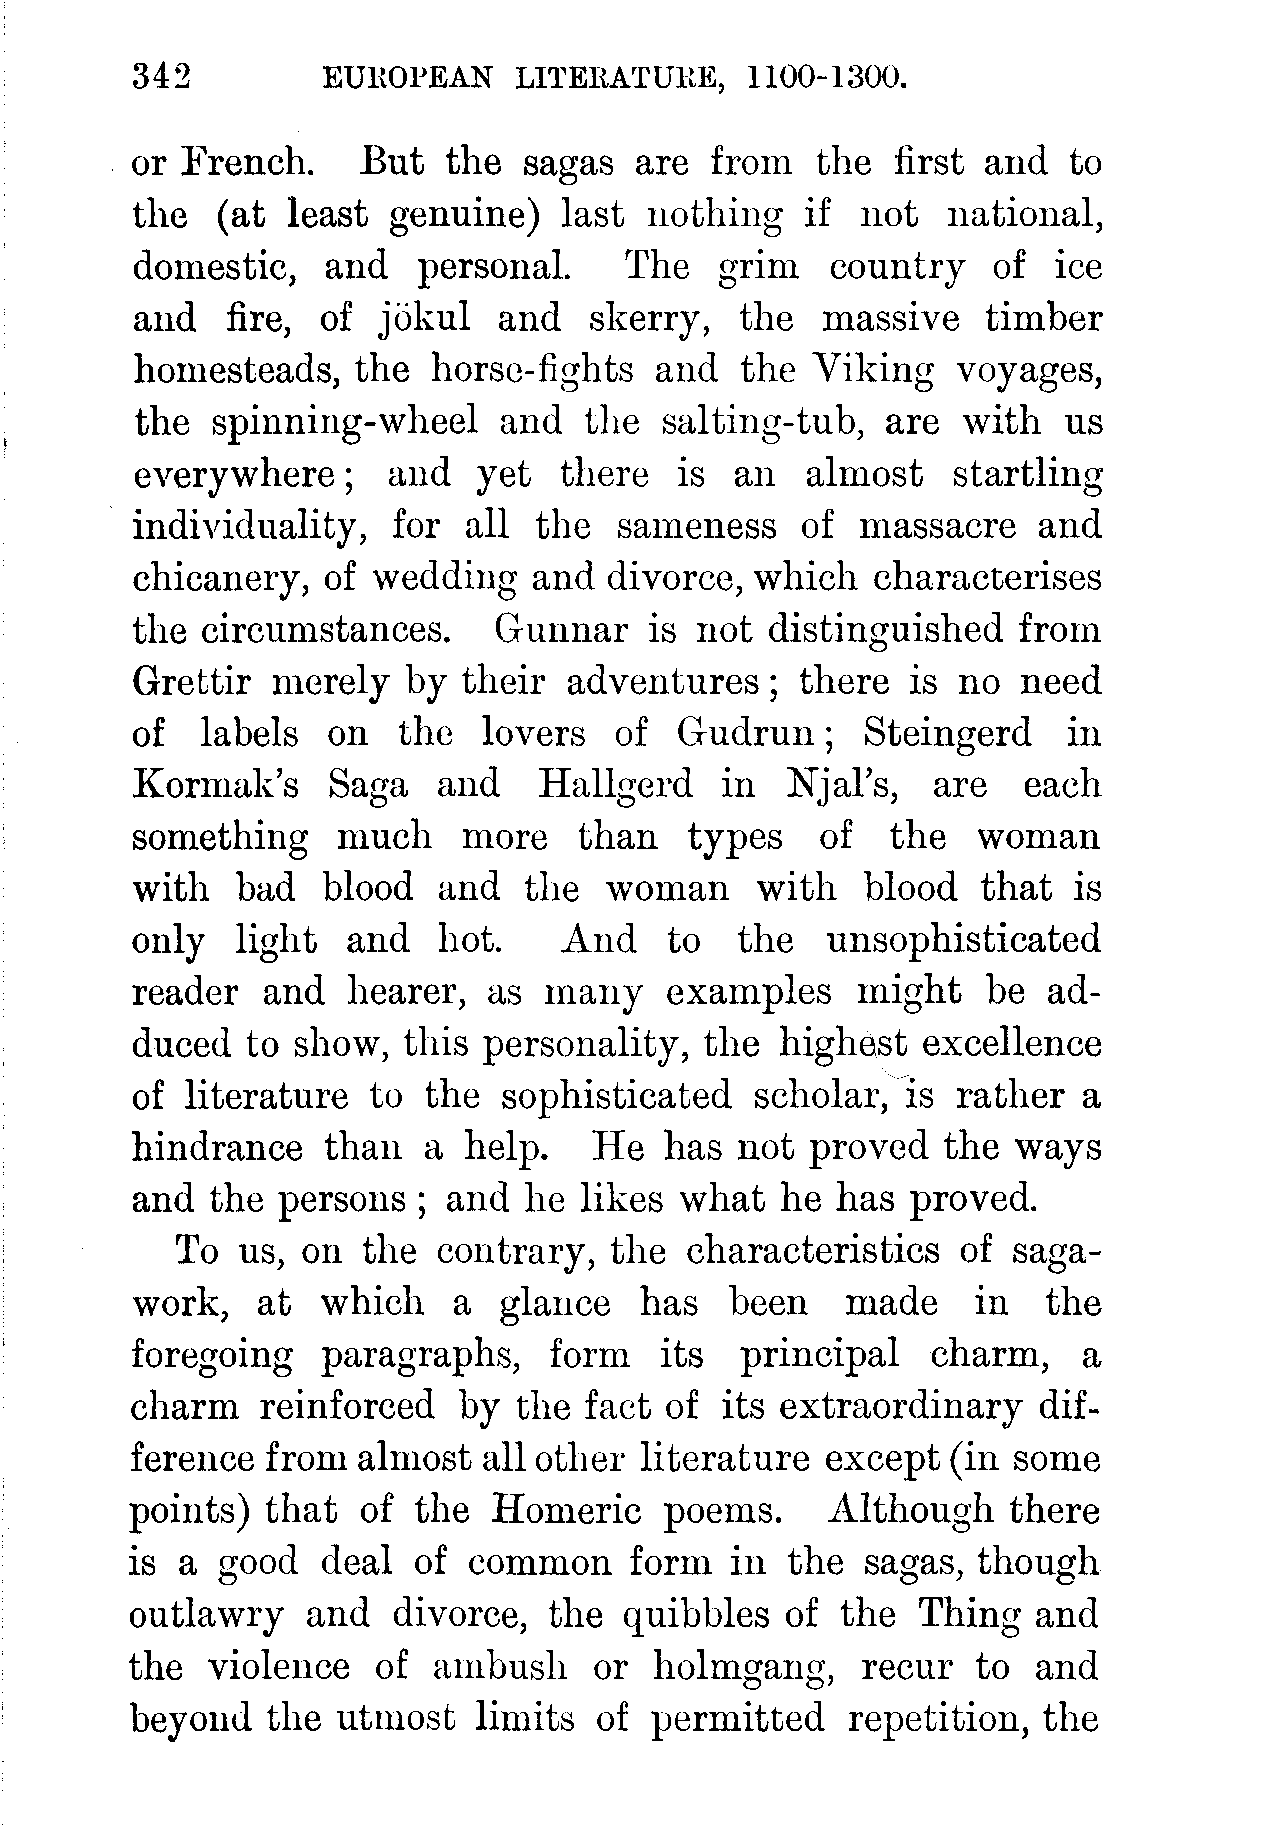 342 EUROPEAN LITERATURE, 1100-1300.
or French. But the sagas are from the first and to
the (at least genuine) last nothing if not national,
domestic, and personal. The grim country of ice
and fire, of jökul and skerry, the massive timber
homesteads, the horse-fights and the Viking voyages,
the spinning-wheel and the salting-tub, are with us
everywhere; and yet there is an almost startling
individuality, for all the sameness of massacre and
chicanery, of wedding and divorce, which characterises
the circumstances. Gunnar is not distinguished from
Grettir merely by their adventures; there is no need
of labels on the lovers of Gudrun; Steingerd in
Kormak's Saga and Hallgerd in Njal's, are each
something much more than types of the woman
with bad blood and the woman with blood that is
only light and hot. And to the unsophisticated
reader and hearer, as many examples might be ad-
duced to show, this personality, the highest excellence
of literature to the sophisticated scholar, is rather a
hindrance than a help. He has not proved the ways
and the persons; and he likes what he has proved.
To us, on the contrary, the characteristics of saga-
work, at which a glance has been made in the
foregoing paragraphs, form its principal charm, a
charm reinforced by the fact of its extraordinary dif-
ference from almost all other literature except (in some
points) that of the Homeric poems. Although there
is a good deal of common form in the sagas, though
outlawry and divorce, the quibbles of the Thing and
the violence of ambush or holmgang, recur to and
beyond the utmost limits of permitted repetition, the